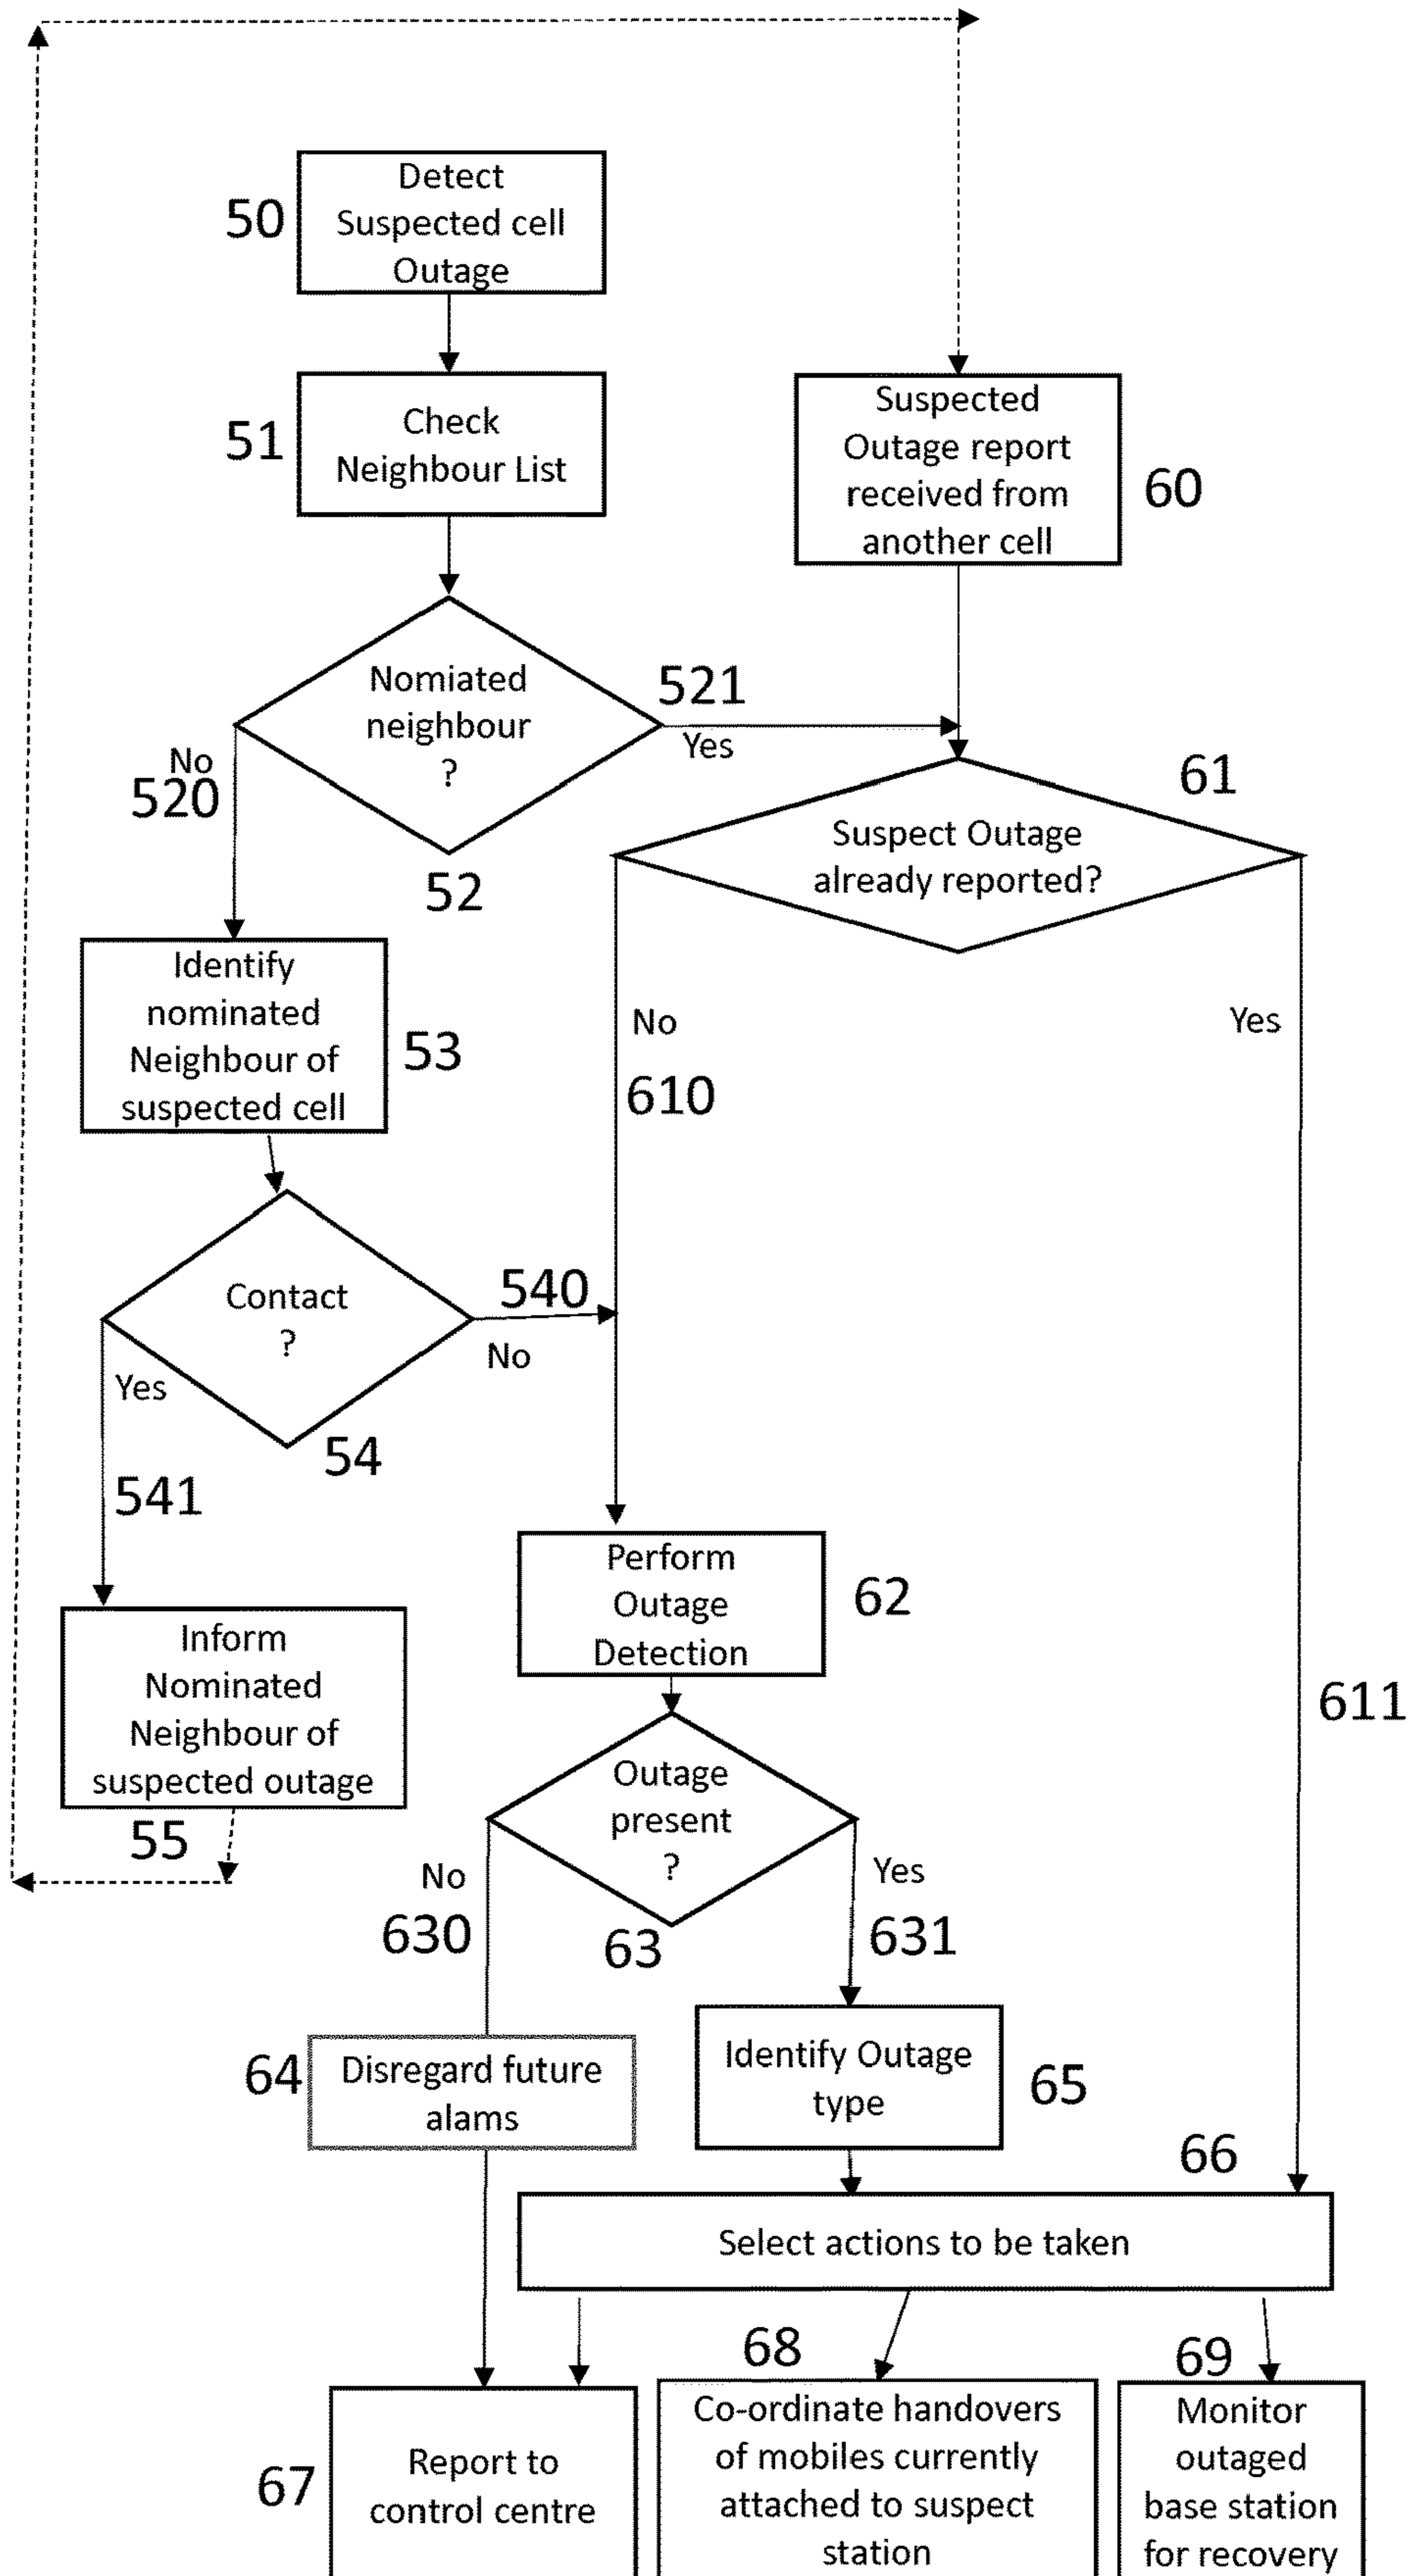 Detect
Suspected cell
Outage
50
Check
Neighbour List
51
Suspected
Outage report
received from
another cell
60
Nomiated
neighbour
?
521
Yes
No
520
52
61
Suspect Outage
already reported?
Identify
nominated
Neighbour of
suspected cell
53
No
610
Yes
Contact
?
540
No
Yes
54
541
Perform
Outage
Detection
62
Inform
Nominated
Neighbour of
suspected outage
55
611
Outage
present
?
No
630
63
Yes
631
64
Disregard future
alams
Identify Outage
type
65
66
Select actions to be taken
68
69
67
Report to
control centre
Co-ordinate handovers
of mobiles currently
attached to suspect
station
Monitor
outaged
base station
for recovery